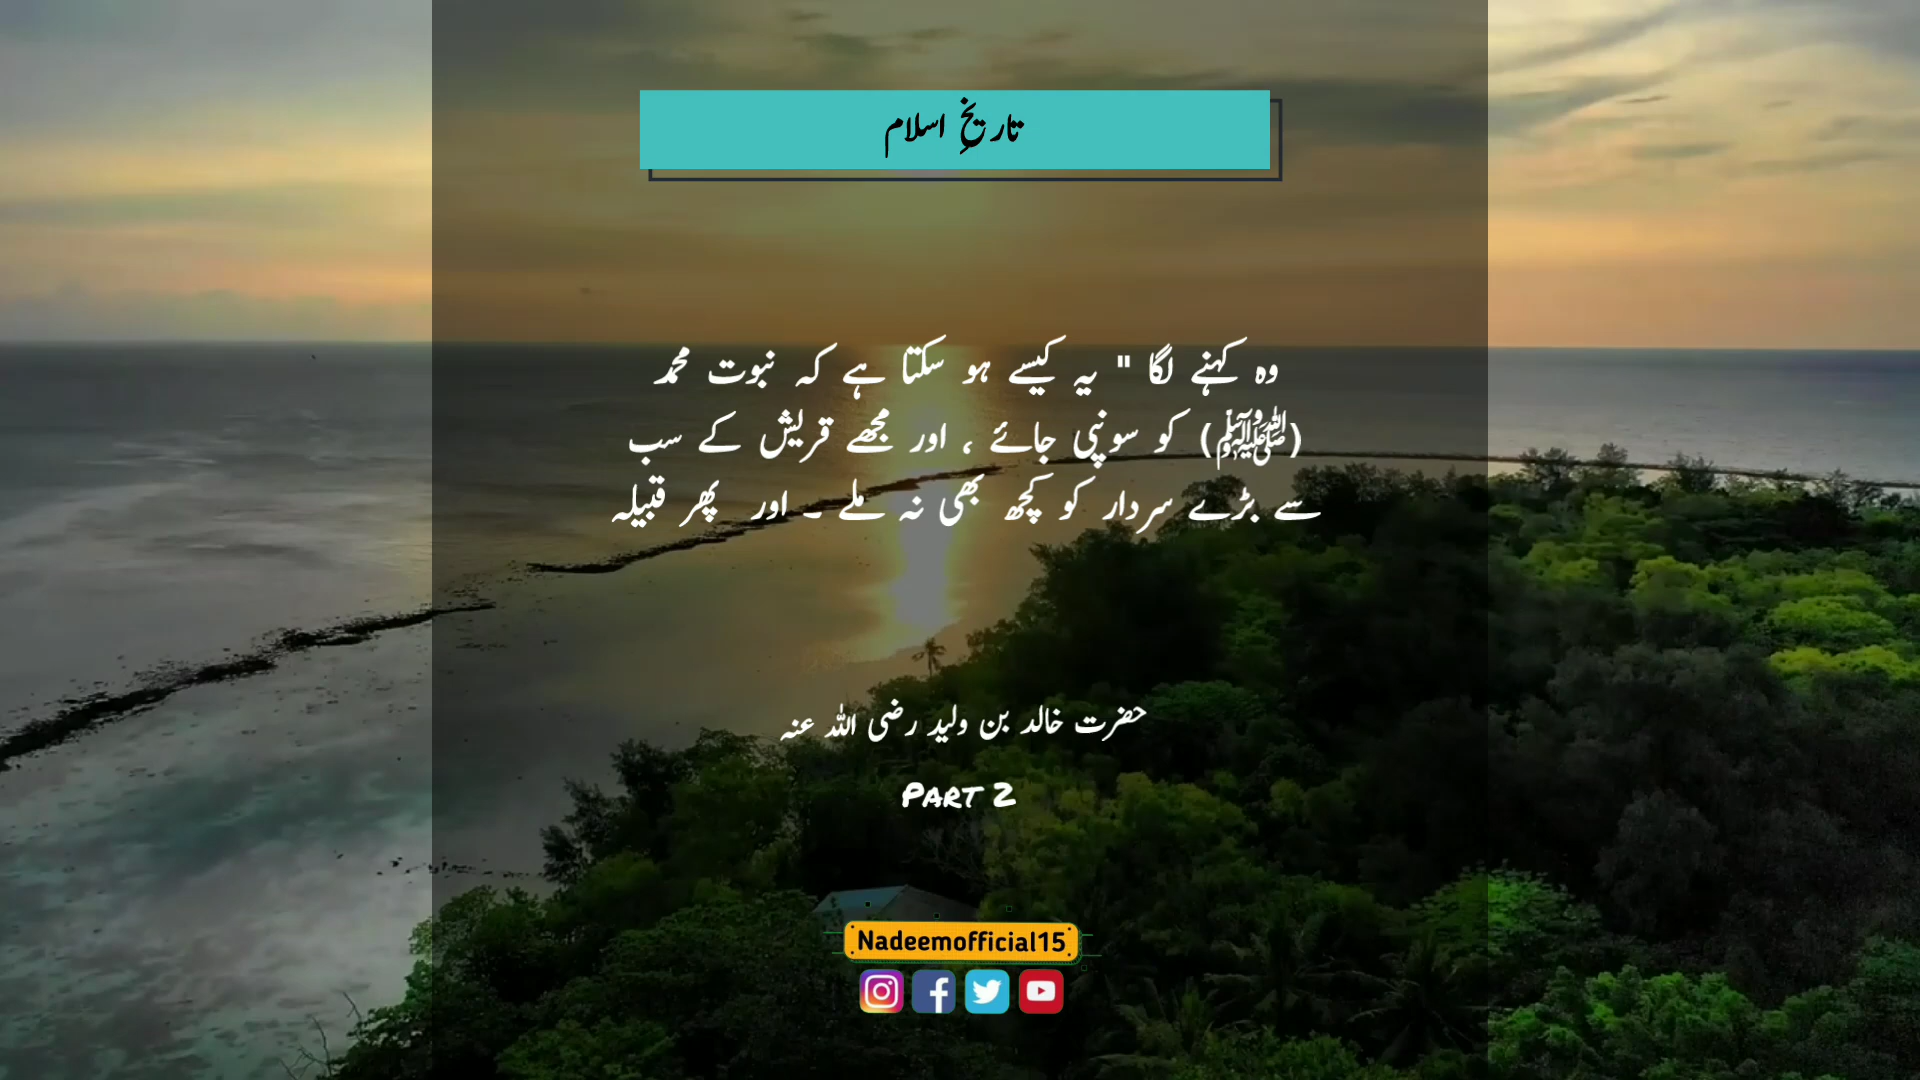 تاریخِ اسلام
وہ کہنے لگا " یہ کیسے ہو سکتا ہے کہ نبوت محمد
(ﷺ) کو سونپی جائے ، اور مجھے قریش کے سب
سے بڑے سردار کو کچھ بھی نہ ملے ۔ اور پھر قبیلہ
حضرت خالد بن ولید رضی اللہ عنہ
PART 2
Nadeemofficial15